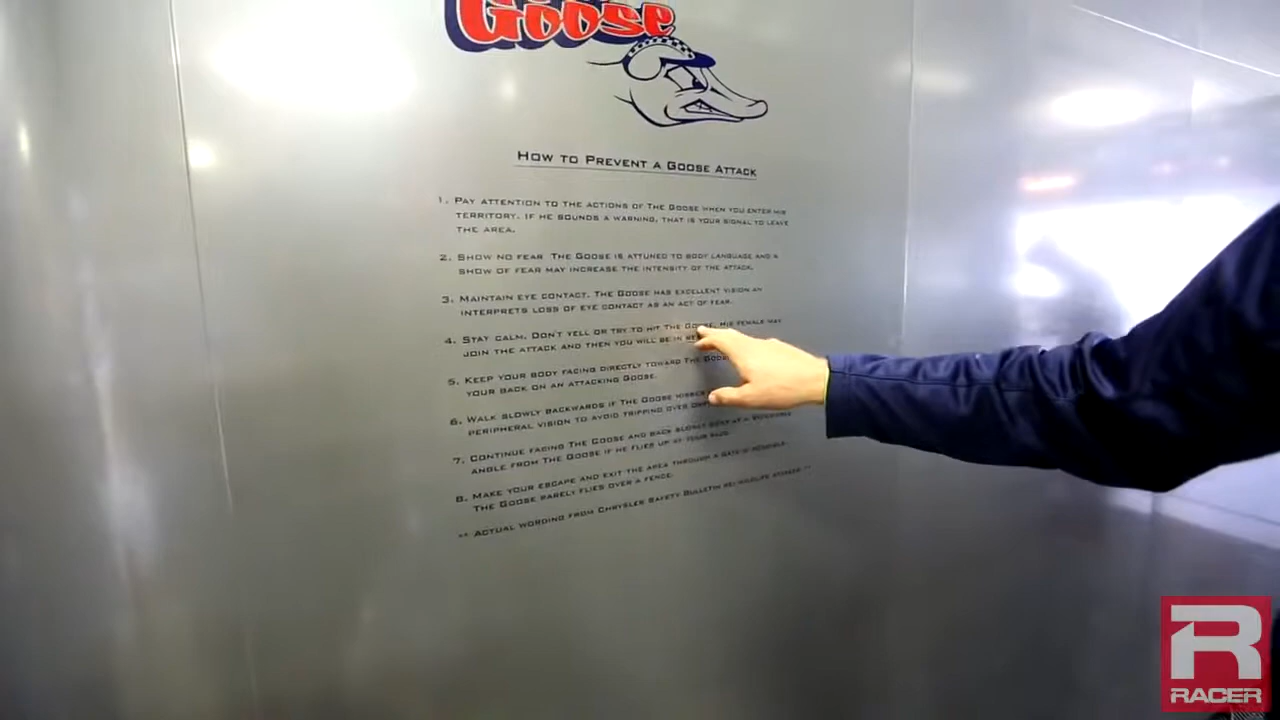 Goose
How to Prevent a Goose Attack
1. Pay attention to the actions of The Goose when you enter his
territory. If he sounds a warning, that is your signal to leave
the area.
2. Show no fear The Goose is attuned to body language and a
show of fear may increase the intensity of the attack.
3. Maintain eye contact. The Goose has excellent vision an
interprets loss of eye contact as an act of fear.
4. Stay calm. Don't yell or try to hit The Goose. His female may
join the attack and then you will be in
5. Keep your body facing directly toward The Goose
your back on an attacking Goose.
6. Walk slowly backwards if The Goose hisses
peripheral vision to avoid tripping over
7. Continue facing The Goose and back slowly away at a
angle from The Goose if he flies up at your face.
8. Make your escape and exit the area through a gate if possible.
The Goose rarely flies over a fence.
** Actual wording from Chrysler Safety Bulletin re: wildlife **
R
RACER